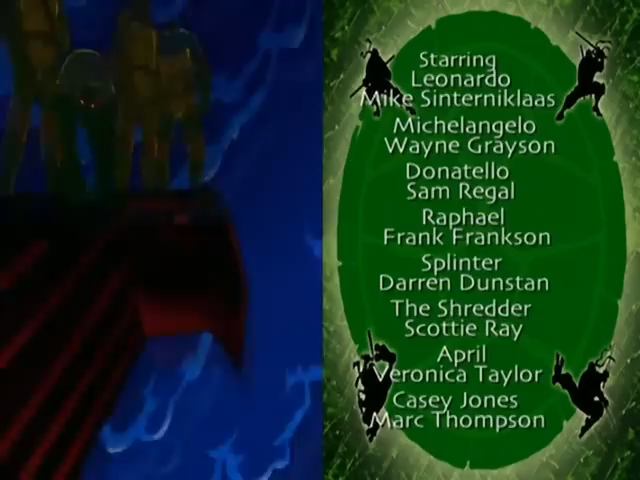 Starring
Leonardo
Mike Sinterniklaas
Michelangelo
Wayne Grayson
Donatello
Sam Regal
Raphael
Frank Frankson
Splinter
Darren Dunstan
The Shredder
Scottie Ray
April
Veronica Taylor
Casey Jones
Marc Thompson